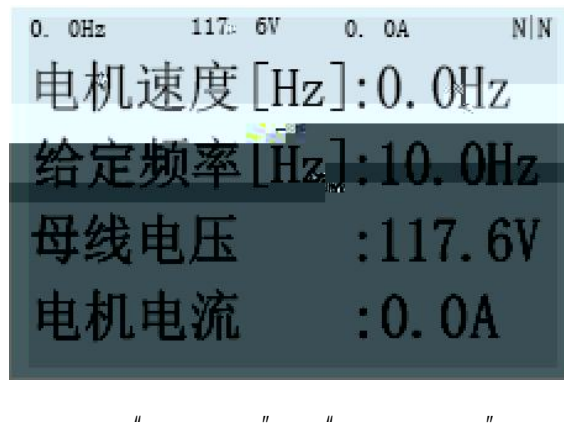 0. 0Hz 117. 6V 0. 0A N|N
电机速度[Hz]:0. 0Hz
给定频率[Hz]:10. 0Hz
母线电压 :117. 6V
电机电流 :0. 0A
" " " "